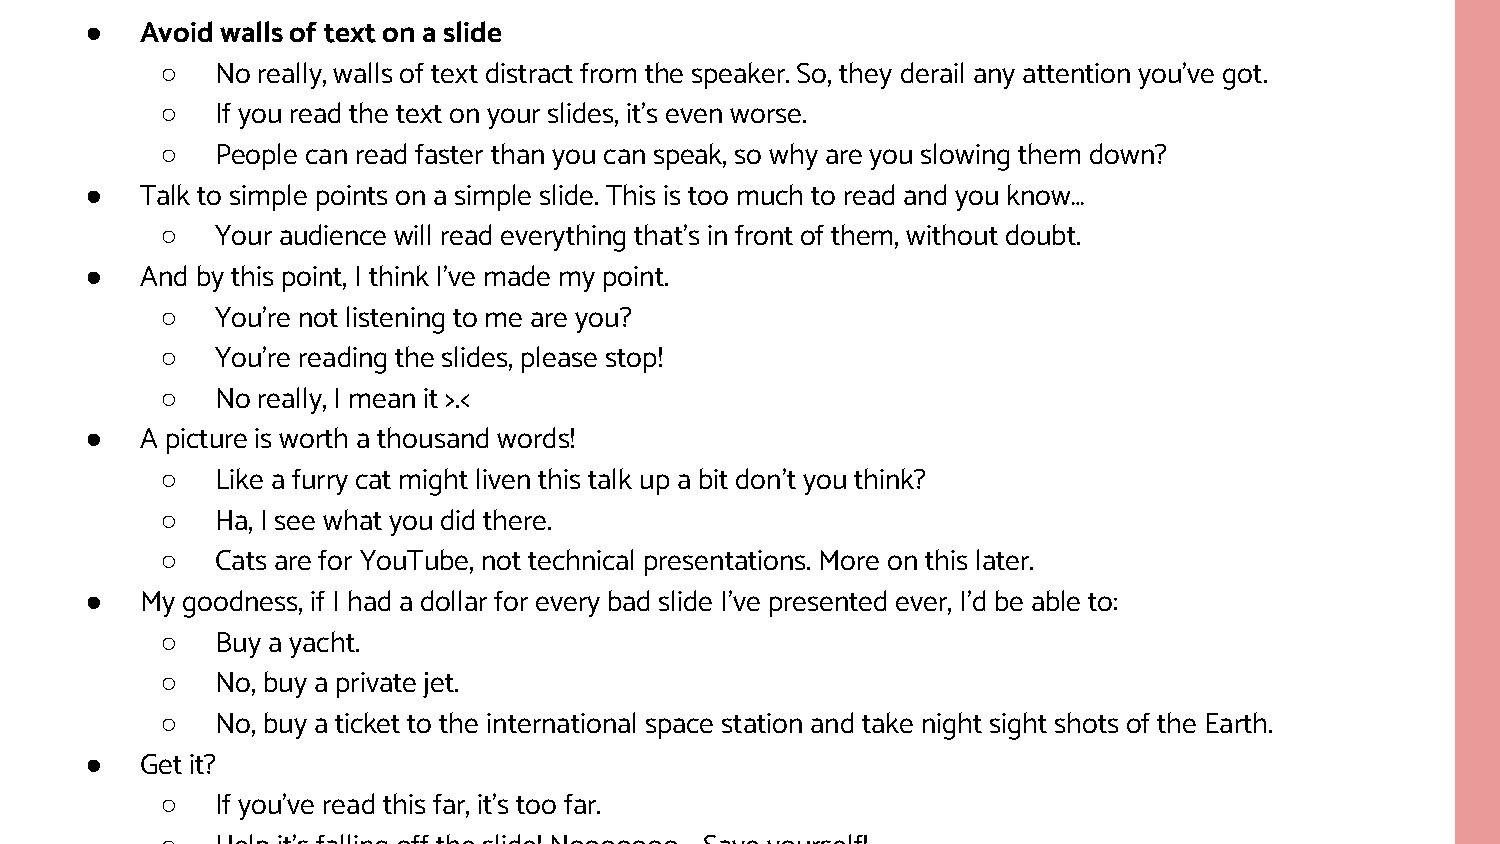 ● Avoid walls of text on a slide
○ No really, walls of text distract from the speaker. So, they derail any attention you’ve got.
○ If you read the text on your slides, it’s even worse.
○ People can read faster than you can speak, so why are you slowing them down?
● Talk to simple points on a simple slide. This is too much to read and you know…
○ Your audience will read everything that’s in front of them, without doubt.
● And by this point, I think I’ve made my point.
○ You’re not listening to me are you?
○ You’re reading the slides, please stop!
○ No really, I mean it >.<
● A picture is worth a thousand words!
○ Like a furry cat might liven this talk up a bit don’t you think?
○ Ha, I see what you did there.
○ Cats are for YouTube, not technical presentations. More on this later.
● My goodness, if I had a dollar for every bad slide I’ve presented ever, I’d be able to:
○ Buy a yacht.
○ No, buy a private jet.
○ No, buy a ticket to the international space station and take night sight shots of the Earth.
● Get it?
○ If you’ve read this far, it’s too far.
○ Help it’s falling off the slide! Save yourself!